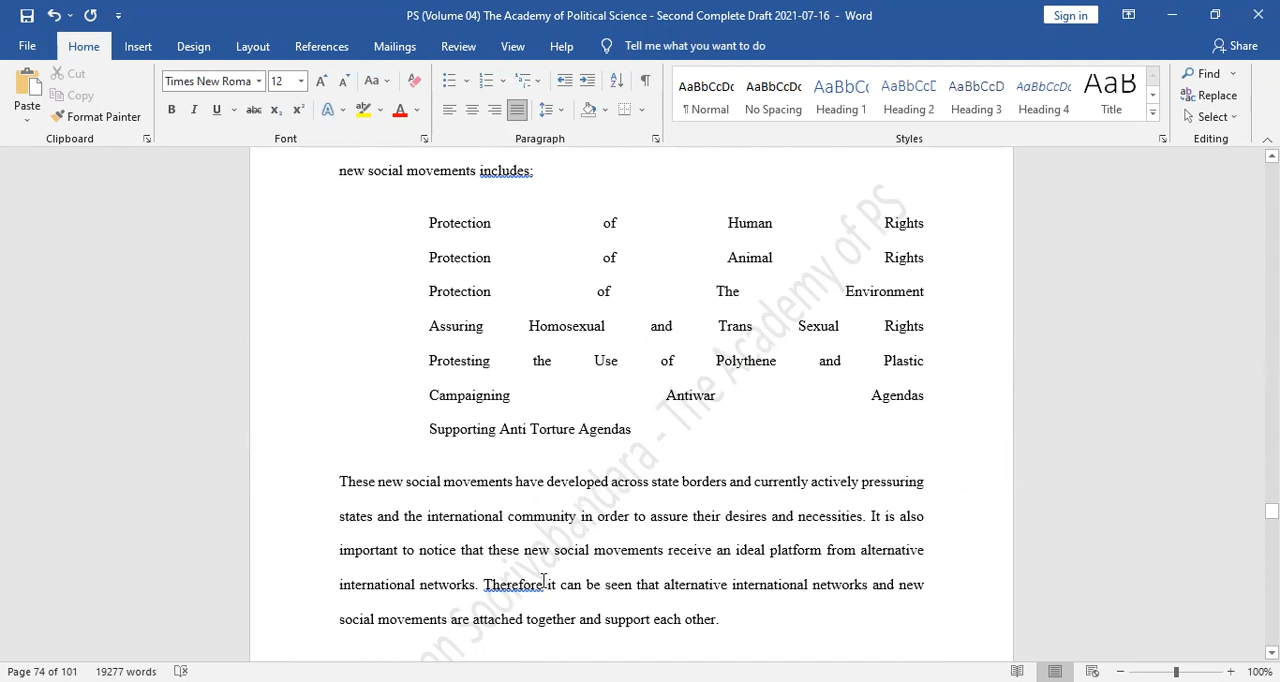 PS (Volume 04) The Academy of Political Science - Second Complete Draft 2021-07-16 - Word
Sign in
File Home Insert Design Layout References Mailings Review View Help Tell me what you want to do
Share
Paste
Cut
Copy
Format Painter
Clipboard
Times New Roma 12
Font
Paragraph
AaBbCcDc AaBbCcDc AaBbCc AaBbCcD AaBbCcD AaBbCcDc AaB
¶ Normal No Spacing Heading 1 Heading 2 Heading 3 Heading 4 Title
Styles
Find
Replace
Select
Editing
new social movements includes:
Protection of Human Rights
Protection of Animal Rights
Protection of The Environment
Assuring Homosexual and Trans Sexual Rights
Protesting the Use of Polythene and Plastic
Campaigning Antiwar Agendas
Supporting Anti Torture Agendas
These new social movements have developed across state borders and currently actively pressuring
states and the international community in order to assure their desires and necessities. It is also
important to notice that these new social movements receive an ideal platform from alternative
international networks. Therefore it can be seen that alternative international networks and new
social movements are attached together and support each other.
Sooriyabandara - The Academy of PS
Page 74 of 101 19277 words
100%